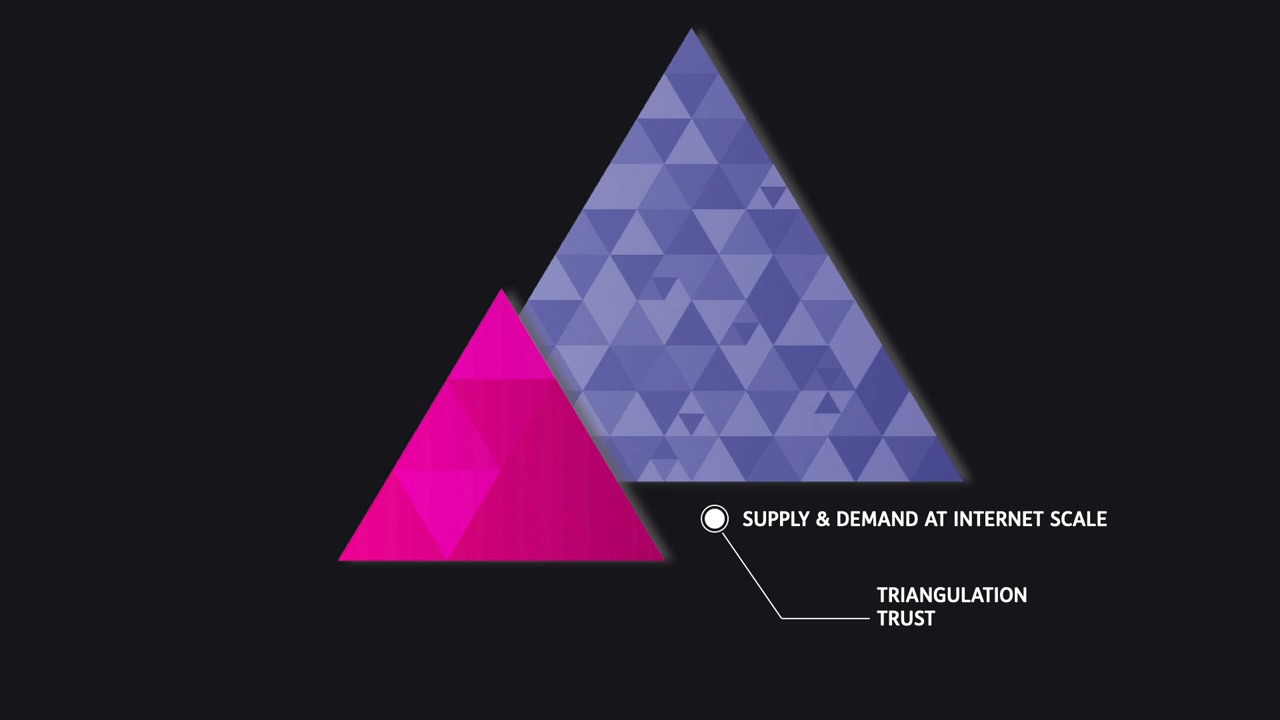 SUPPLY & DEMAND AT INTERNET SCALE
TRIANGULATION
TRUST